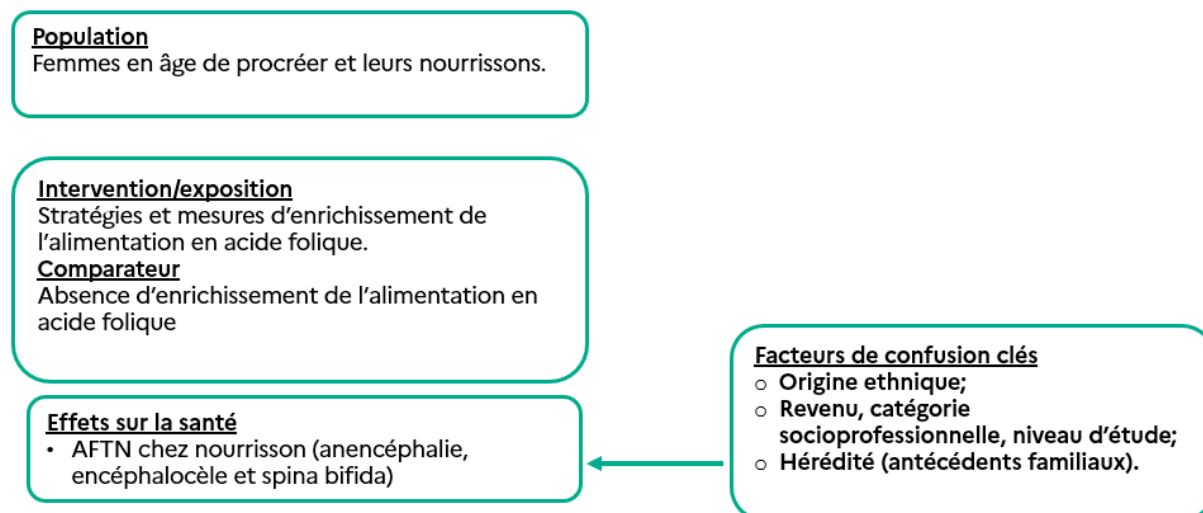 Population
Femmes en âge de procréer et leurs nourrissons.
Intervention/exposition
Stratégies et mesures d'enrichissement de
l'alimentation en acide folique.
Comparateur
Absence d'enrichissement de l'alimentation en
acide folique
Effets sur la santé
• AFTN chez nourrisson (anencéphalie,
encéphalocèle et spina bifida)
Facteurs de confusion clés
o Origine ethnique;
o Revenu, catégorie
socioprofessionnelle, niveau d'étude;
o Hérédité (antécédents familiaux).